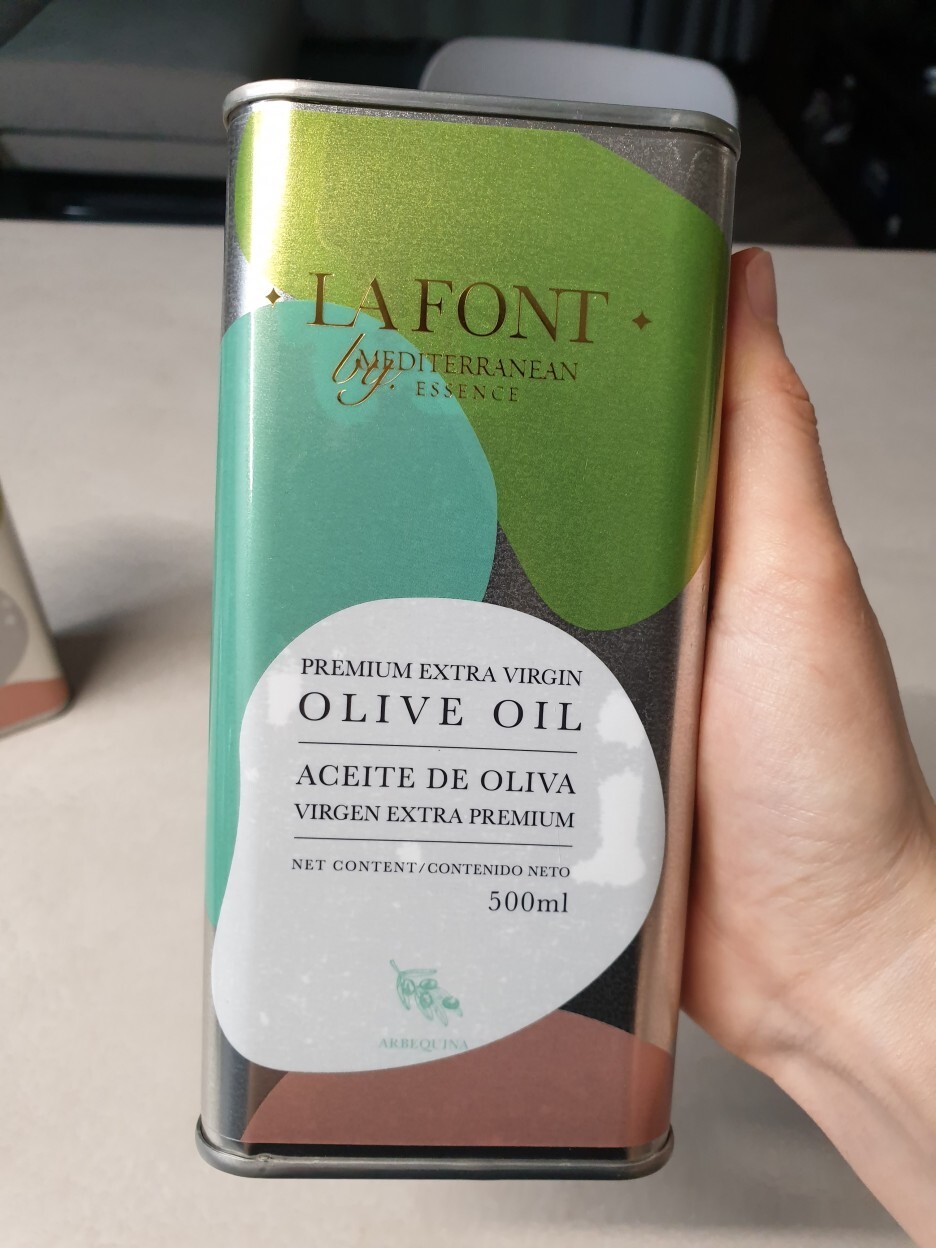 LA FONT
by. MEDITERRANEAN
ESSENCE
PREMIUM EXTRA VIRGIN
OLIVE OIL
ACEITE DE OLIVA
VIRGEN EXTRA PREMIUM
NET CONTENT/CONTENIDO NETO
500ml
ARBEQUINA